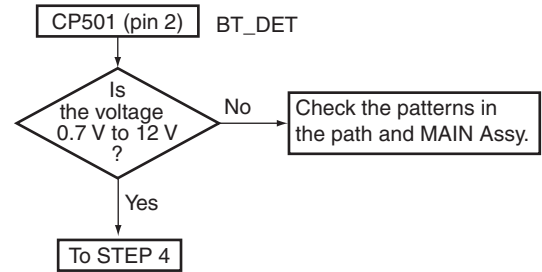 CP501 (pin 2) BT_DET
Is
the voltage
0.7 V to 12 V
?
No
Check the patterns in
the path and MAIN Assy.
Yes
To STEP 4